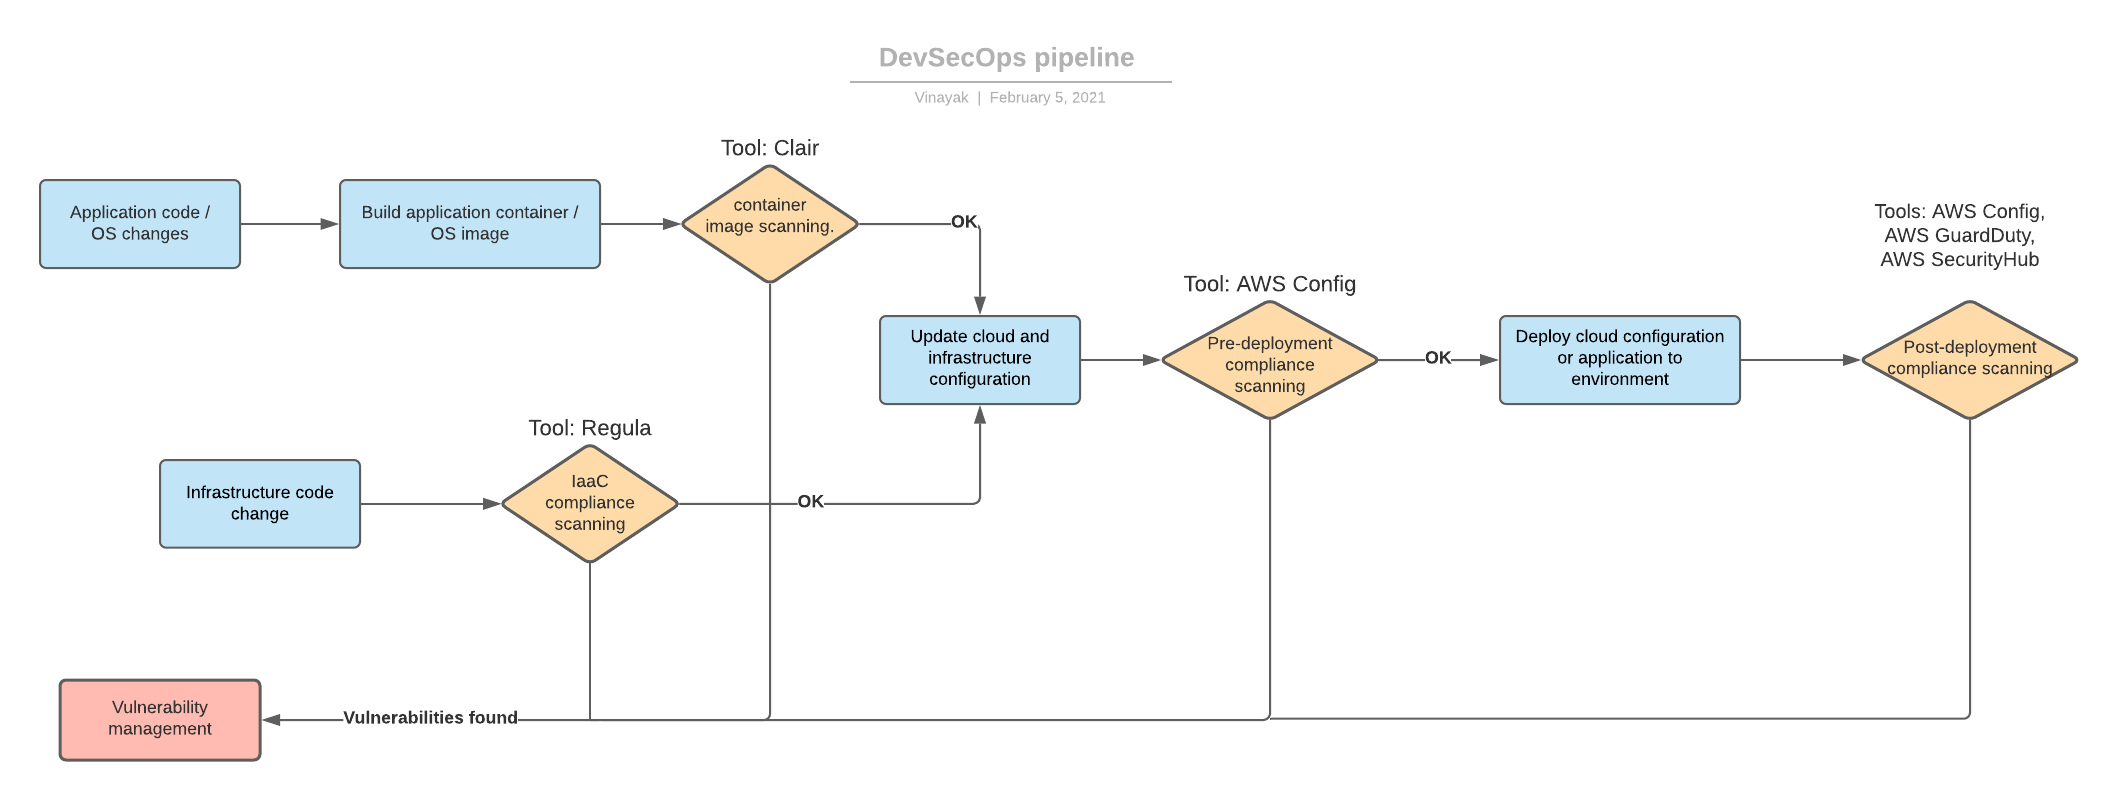 DevSecOps pipeline
Vinayak | February 5, 2021
Tool: Clair
Application code /
OS changes
Build application container /
OS image
container
image scanning.
OK
Tools: AWS Config,
AWS GuardDuty,
AWS SecurityHub
Tool: AWS Config
Update cloud and
infrastructure
configuration
Pre-deployment
compliance
scanning
OK
Deploy cloud configuration
or application to
environment
Post-deployment
compliance scanning
Tool: Regula
Infrastructure code
change
IaaC
compliance
scanning
OK
Vulnerability
management
Vulnerabilities found